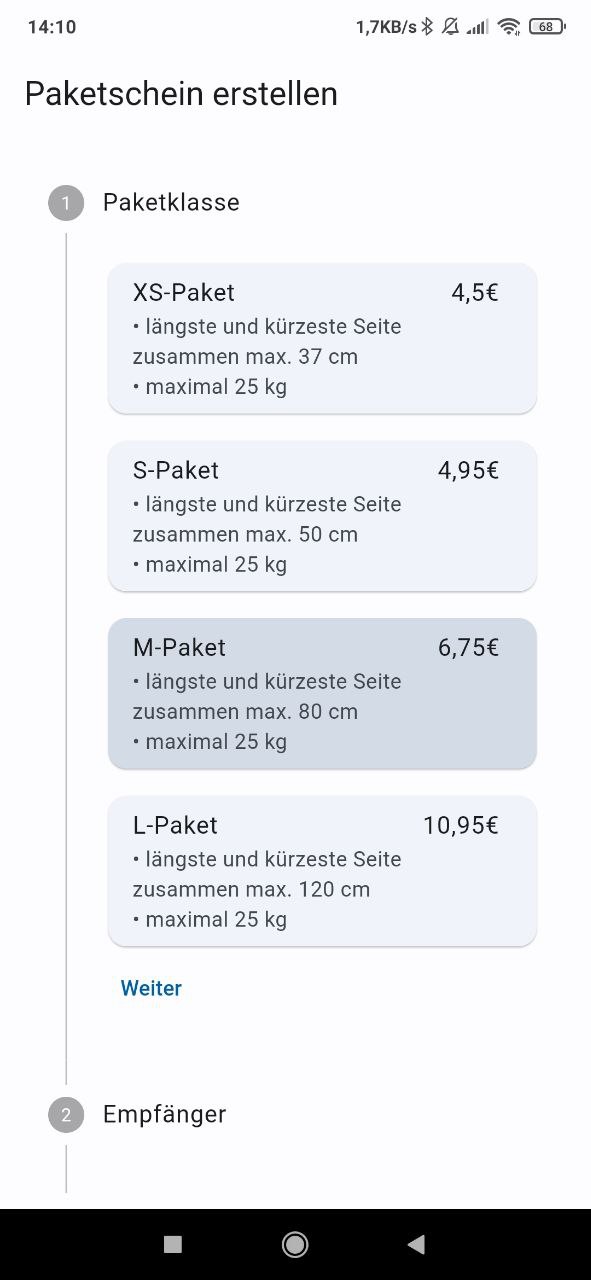 14:10
1,7KB/s
68
Paketschein erstellen
1
Paketklasse
XS-Paket 4,5€
• längste und kürzeste Seite
zusammen max. 37 cm
• maximal 25 kg
S-Paket 4,95€
• längste und kürzeste Seite
zusammen max. 50 cm
• maximal 25 kg
M-Paket 6,75€
• längste und kürzeste Seite
zusammen max. 80 cm
• maximal 25 kg
L-Paket 10,95€
• längste und kürzeste Seite
zusammen max. 120 cm
• maximal 25 kg
Weiter
2
Empfänger